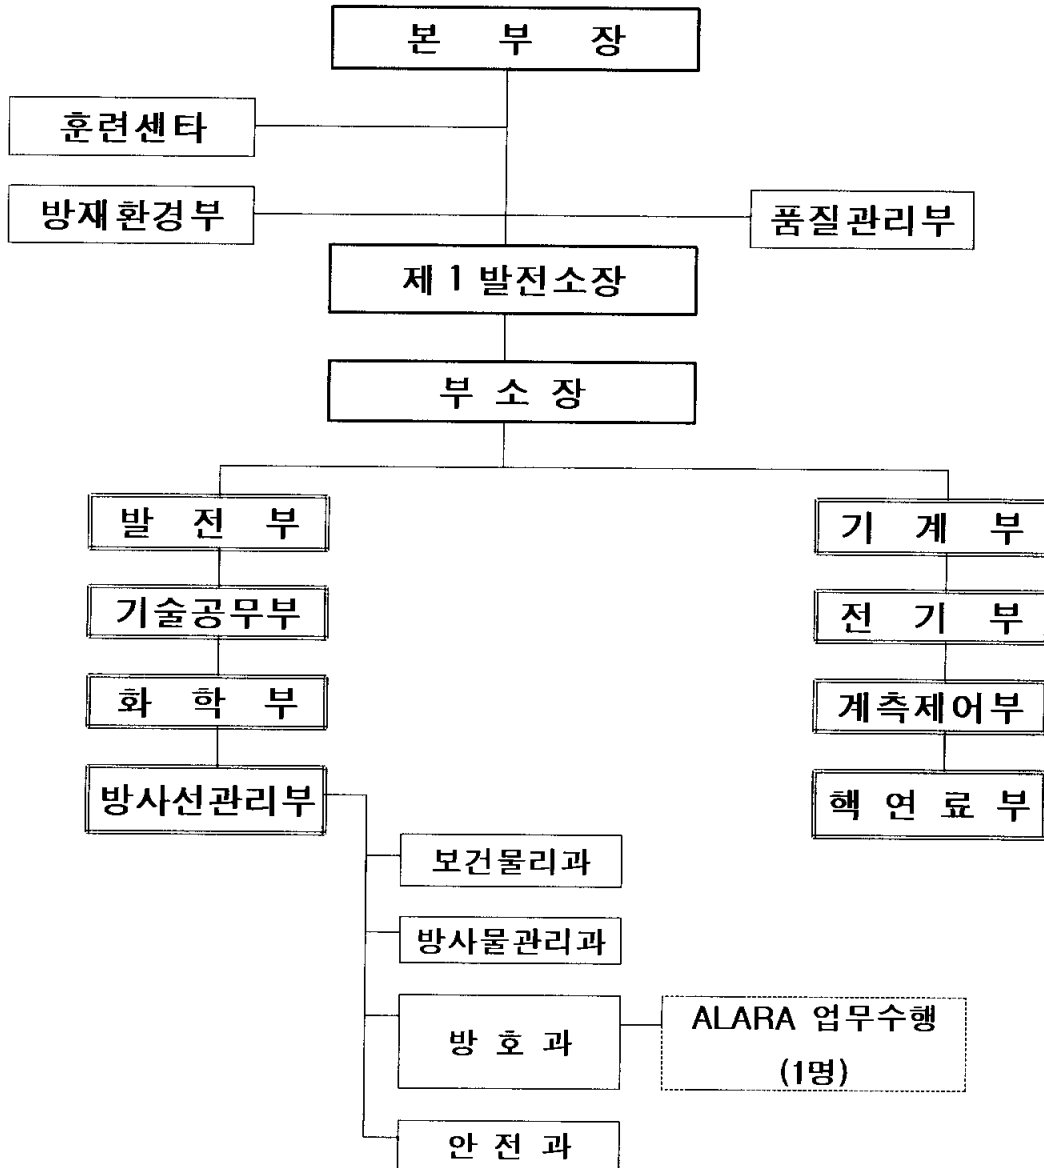 본 부 장
훈련센타
방재환경부
품질관리부
제 1 발전소장
부 소 장
발 전 부
기 계 부
기술공무부
전 기 부
화 학 부
계측제어부
방사선관리부
핵 연 료 부
보건물리과
방사물관리과
방 호 과
ALARA 업무수행
(1명)
안 전 과